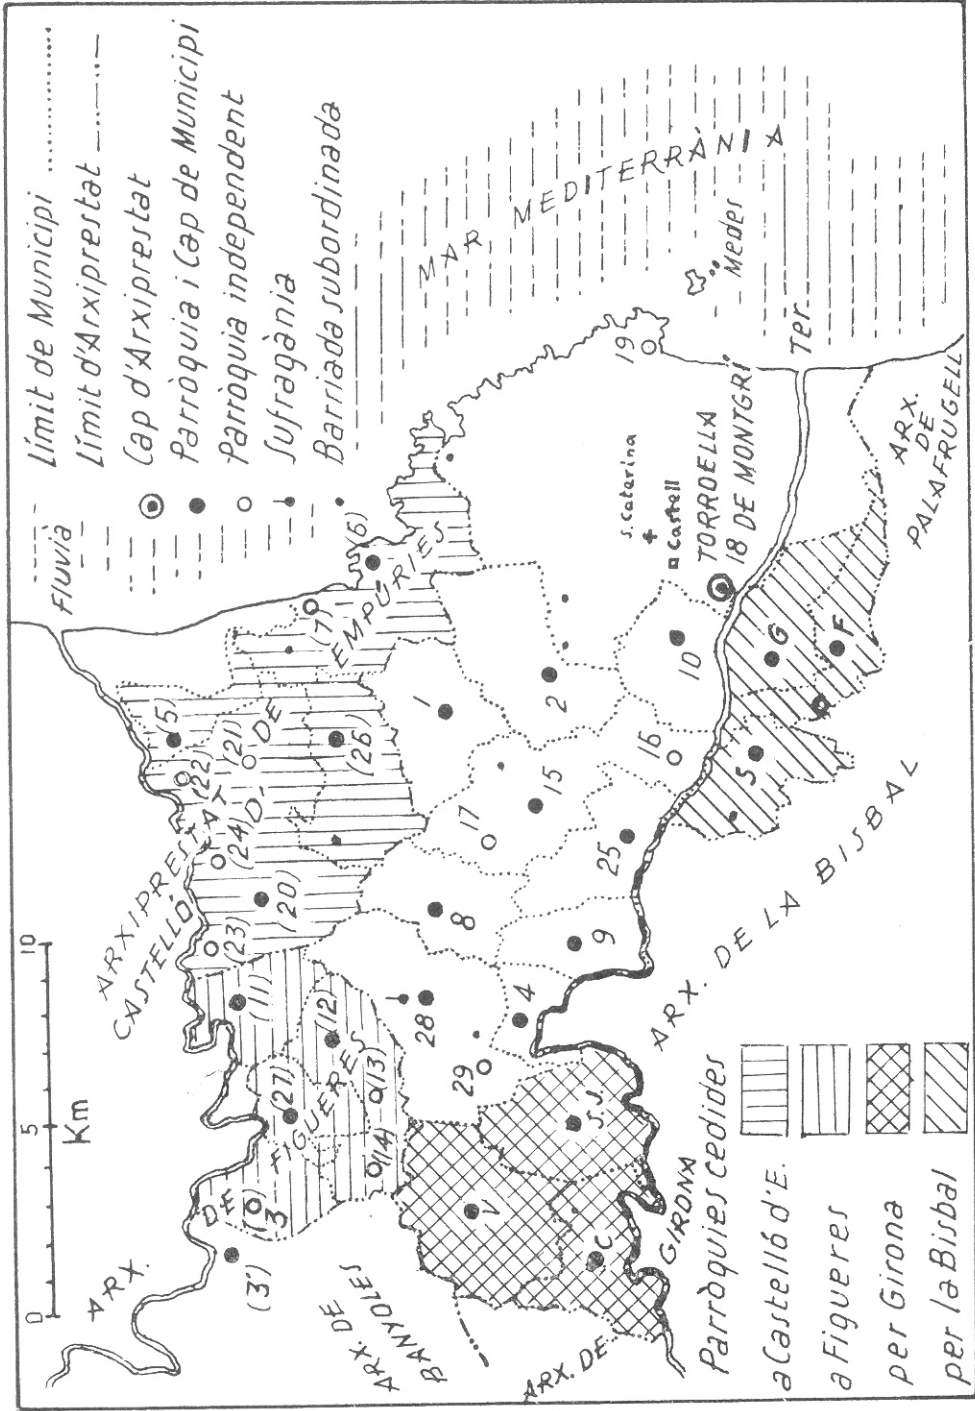 Límit de Municipi
Límit d'Arxiprestat
Cap d'Arxiprestat
Parròquia i Cap de Municipi
Parròquia independent
Sufragània
Barriada subordinada
Fluvià
0 5 10
Km
ARXIPRESTAT D.
CASTELLÓ DE EMPÚRIES
ARX. DE FIGUERES
ARX. DE
BANYOLES
ARX. DE
GIRONA
ARX. DE LA BISBAL
ARX.
DE
PALAFRUGELL
MAR MEDITERRÀNIA
Medes
Ter
S. Caterina
Castell
TORROELLA
18 DE MONTGRÍ
(3')
3
(27)
(11)
(12)
(13)
(14)
(23)
(20)
(24)
(22)
(21)
(5)
(7)
(6)
(26)
1
2
10
15
16
17
25
8
9
28
29
4
19
V
C
S.J.
S
G
F
Parròquies cedides
a Castelló d'E.
a Figueres
per Girona
per la Bisbal